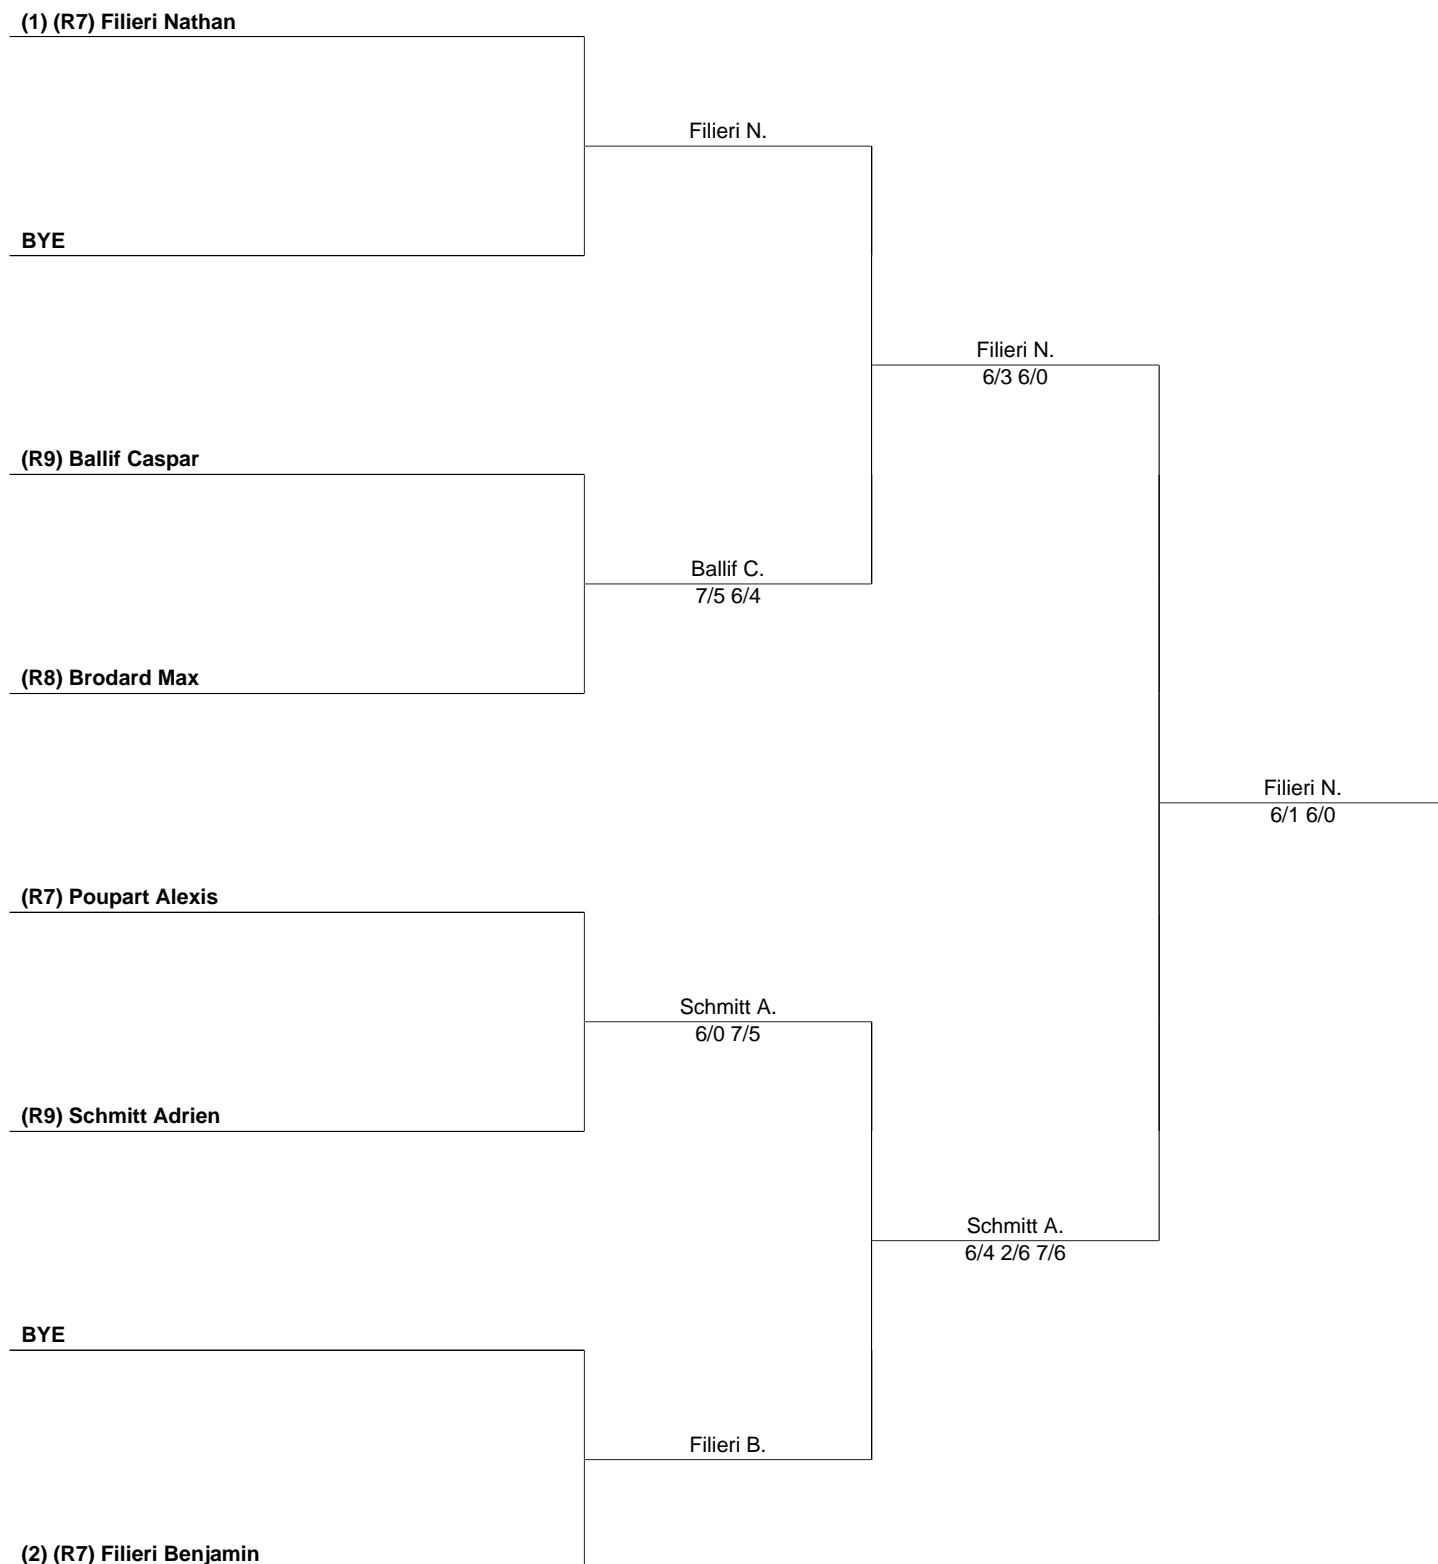 (1) (R7) Filieri Nathan
Filieri N.
BYE
Filieri N.
6/3 6/0
(R9) Ballif Caspar
Ballif C.
7/5 6/4
(R8) Brodard Max
Filieri N.
6/1 6/0
(R7) Poupart Alexis
Schmitt A.
6/0 7/5
(R9) Schmitt Adrien
Schmitt A.
6/4 2/6 7/6
BYE
Filieri B.
(2) (R7) Filieri Benjamin